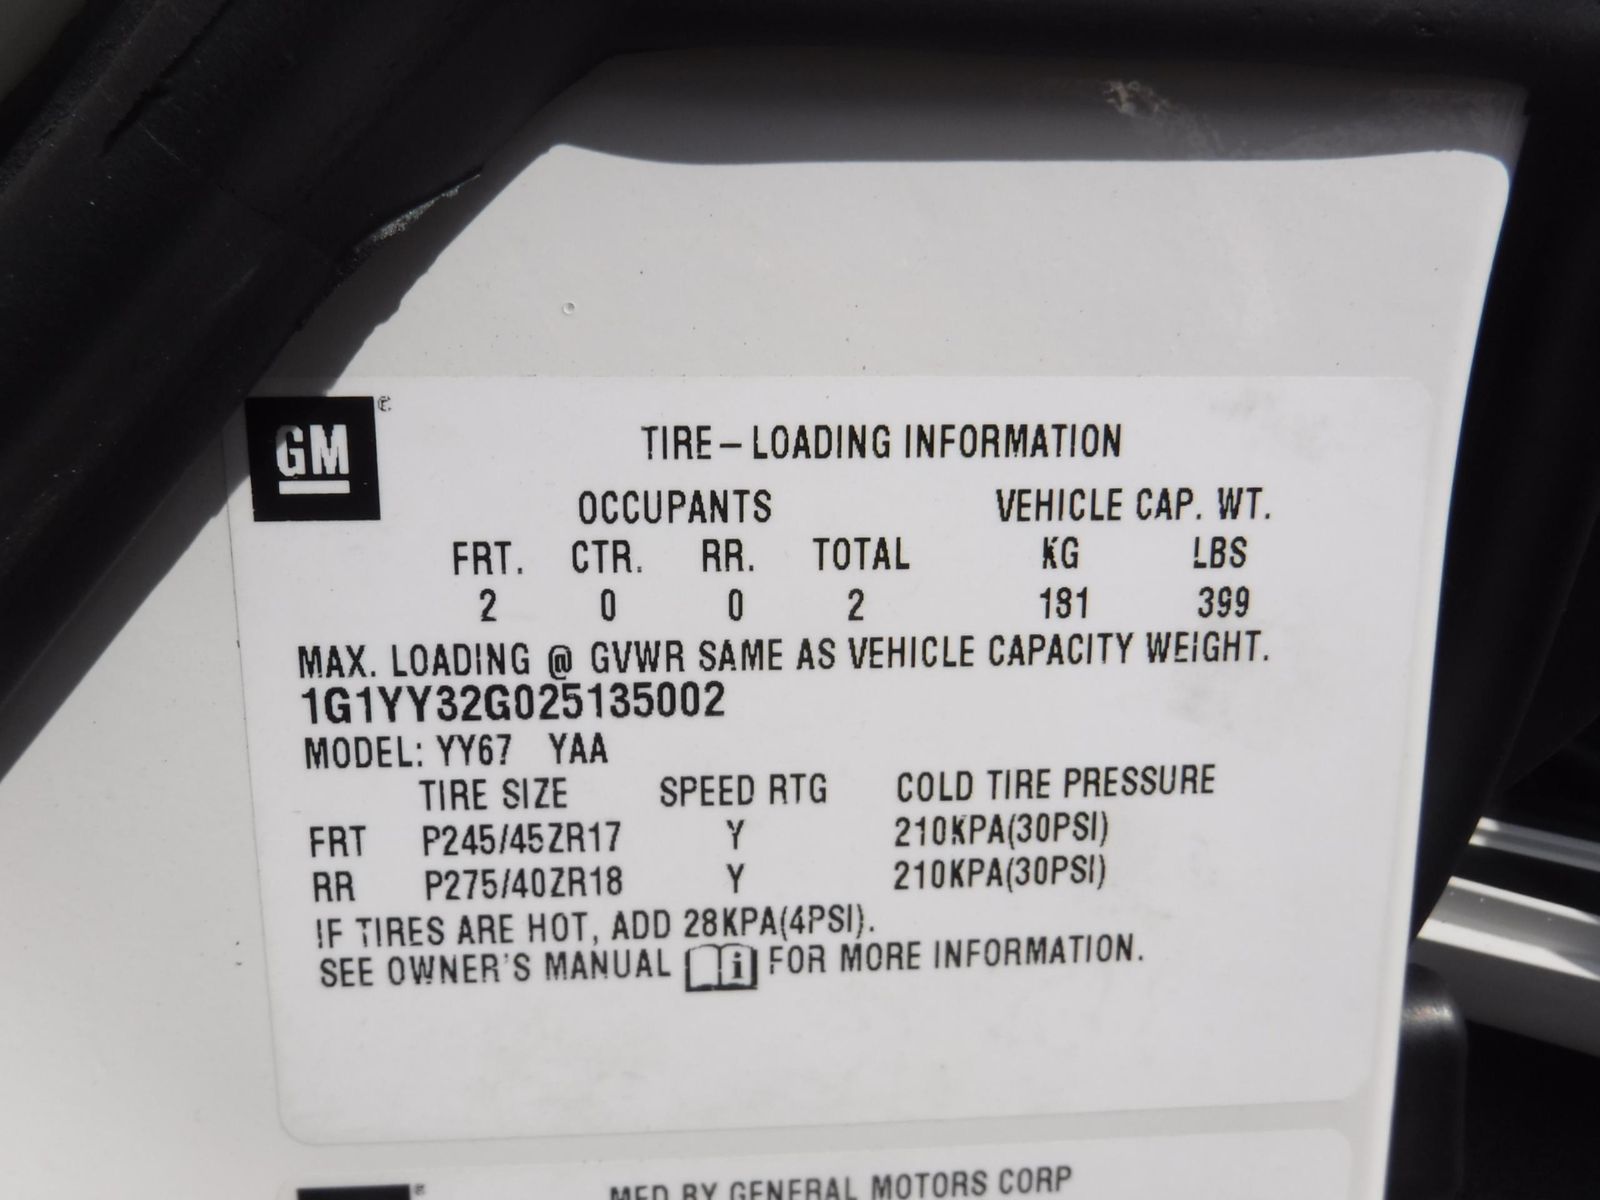 GM
TIRE–LOADING INFORMATION
OCCUPANTS VEHICLE CAP. WT.
FRT. CTR. RR. TOTAL KG LBS
2 0 0 2 181 399
MAX. LOADING @ GVWR SAME AS VEHICLE CAPACITY WEIGHT.
1G1YY32G025135002
MODEL: YY67 YAA
TIRE SIZE SPEED RTG COLD TIRE PRESSURE
FRT P245/45ZR17 Y 210KPA(30PSI)
RR P275/40ZR18 Y 210KPA(30PSI)
IF TIRES ARE HOT, ADD 28KPA(4PSI).
SEE OWNER'S MANUAL i FOR MORE INFORMATION.
MFD BY GENERAL MOTORS CORP